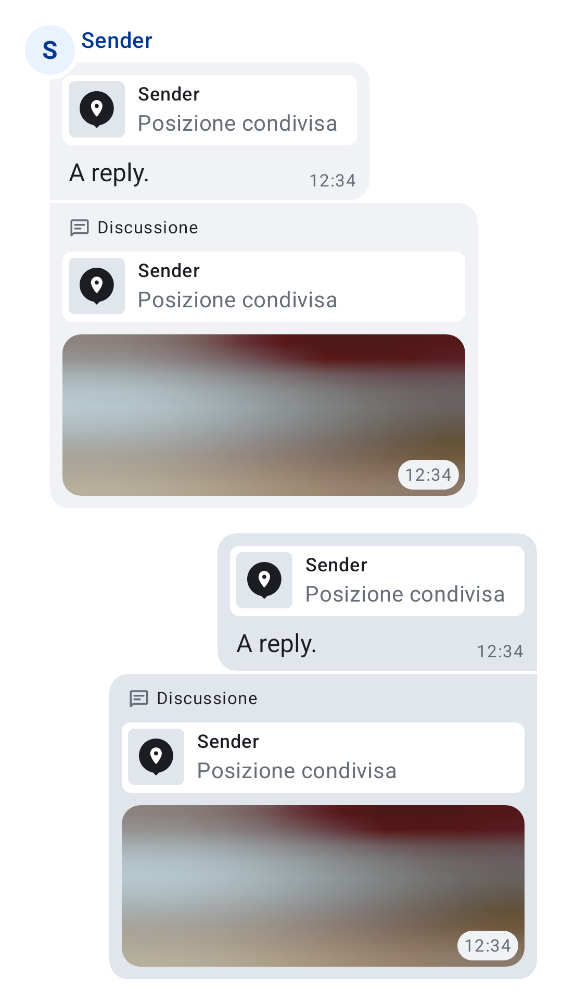 S
Sender
Sender
Posizione condivisa
A reply.
12:34
Discussione
Sender
Posizione condivisa
12:34
Sender
Posizione condivisa
A reply.
12:34
Discussione
Sender
Posizione condivisa
12:34